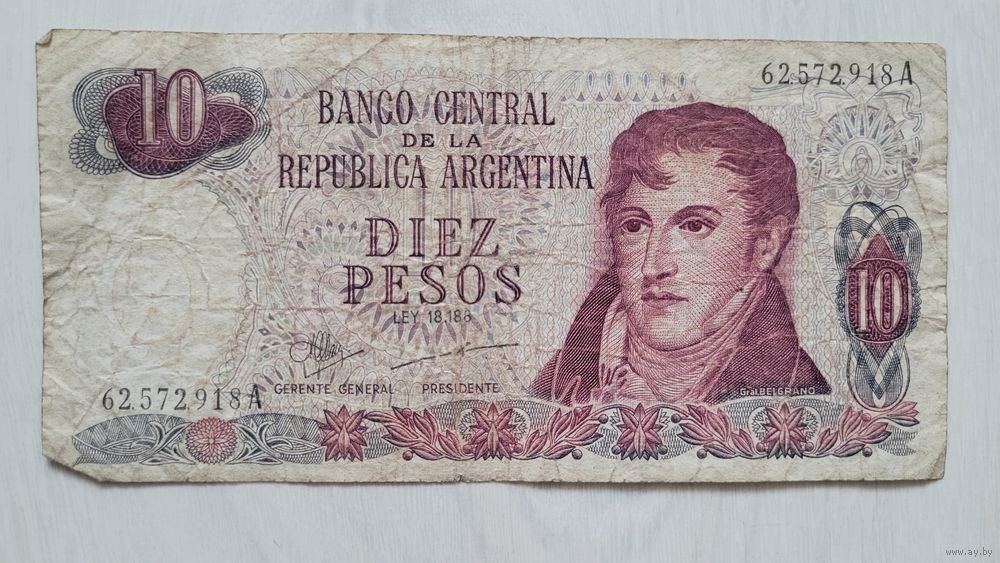 10
62.572.918 A
BANCO CENTRAL
DE LA
REPUBLICA ARGENTINA
DIEZ
PESOS
LEY 18.188
10
GERENTE GENERAL PRESIDENTE
Gral BELGRANO
62.572.918 A
www.ay.by